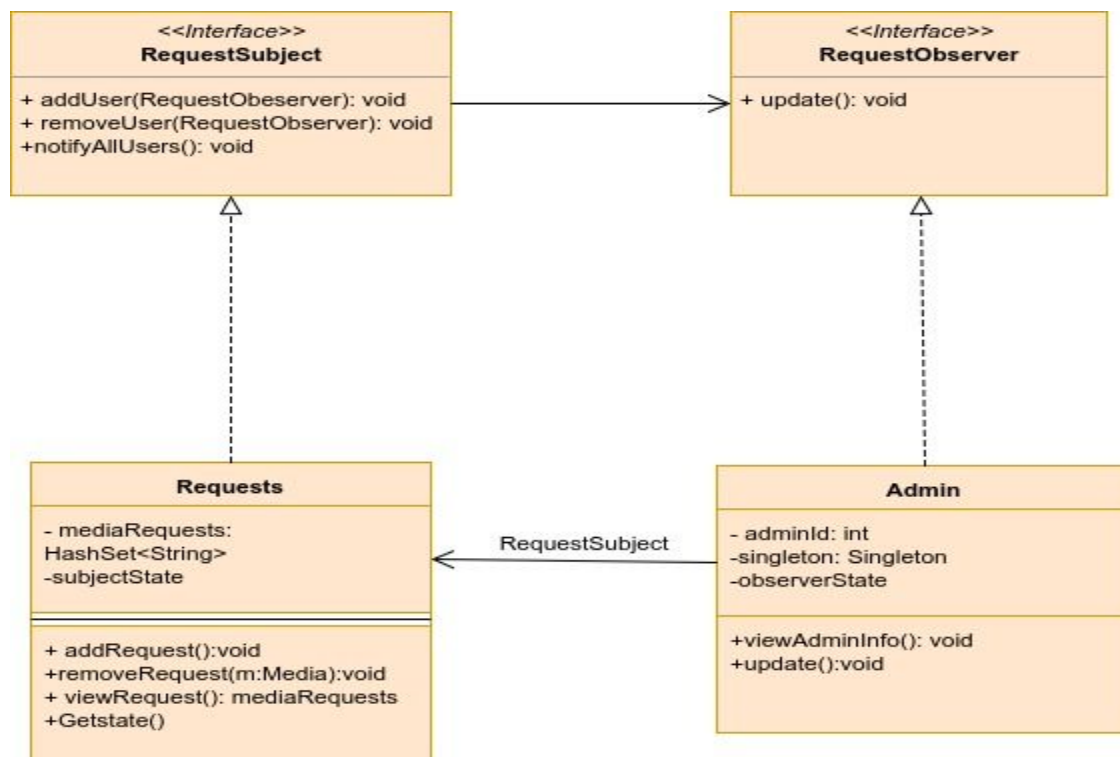 <<Interface>>
RequestSubject
+ addUser(RequestObeserver): void
+ removeUser(RequestObserver): void
+notifyAllUsers(): void
<<Interface>>
RequestObserver
+ update(): void
Requests
- mediaRequests:
HashSet<String>
-subjectState
+ addRequest():void
+removeRequest(m:Media):void
+ viewRequest(): mediaRequests
+Getstate()
RequestSubject
Admin
- adminId: int
-singleton: Singleton
-observerState
+viewAdminInfo(): void
+update():void